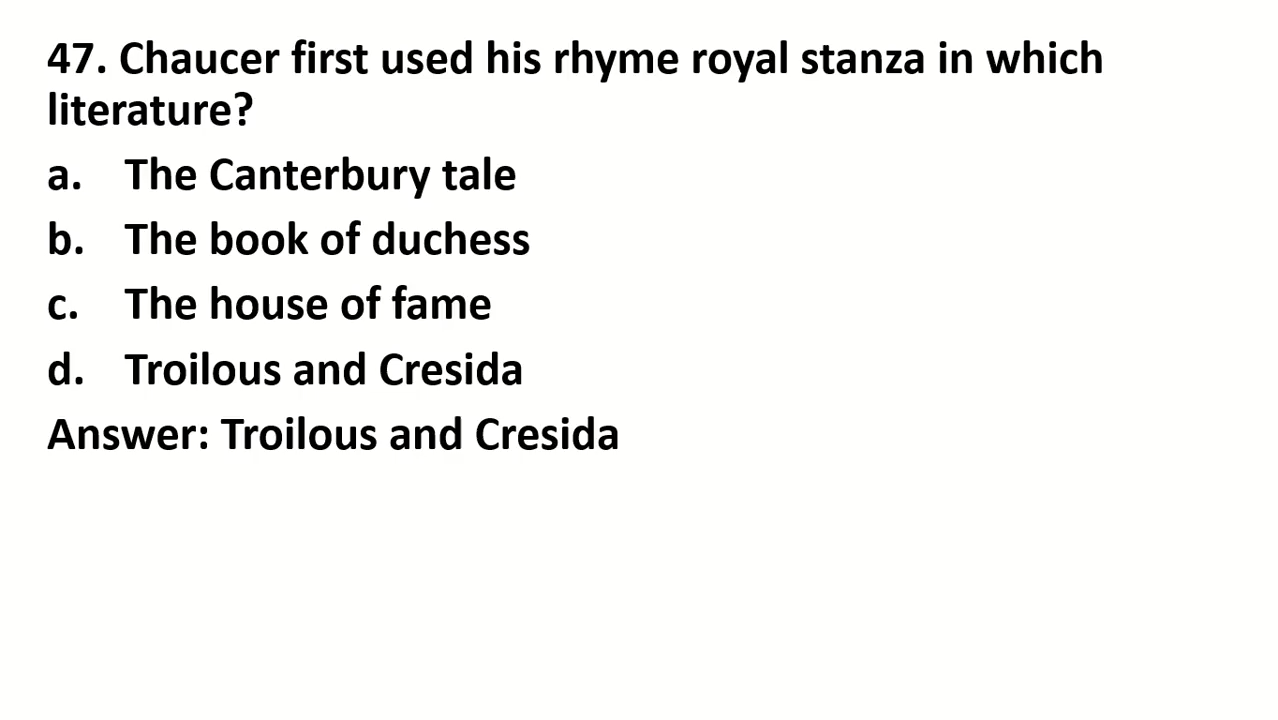 47. Chaucer first used his rhyme royal stanza in which
literature?
a. The Canterbury tale
b. The book of duchess
c. The house of fame
d. Troilous and Cresida
Answer: Troilous and Cresida